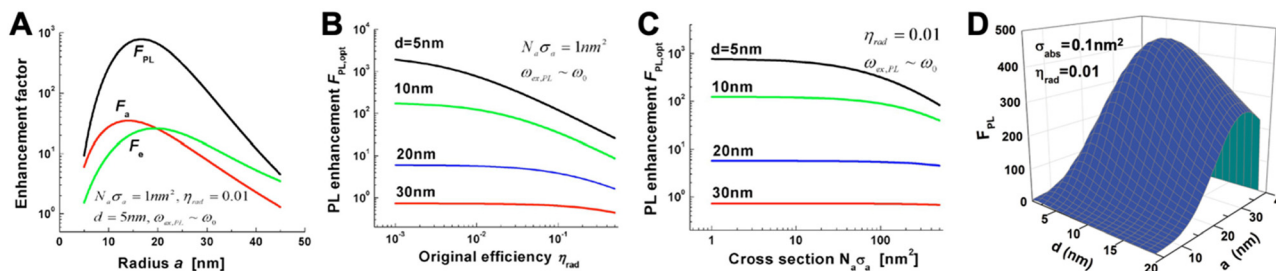 A
Enhancement factor
10³
10²
10¹
10⁰
F_PL
F_a
F_e
N_aσ_a = 1nm², η_rad = 0.01
d = 5nm, ω_ex,PL ~ ω_0
0 10 20 30 40 50
Radius a [nm]
B
PL enhancement F_PL,opt
10⁴
10³
10²
10¹
10⁰
d=5nm
N_aσ_a = 1nm²
ω_ex,PL ~ ω_0
10nm
20nm
30nm
10⁻³ 10⁻² 10⁻¹
Original efficiency η_rad
C
PL enhancement F_PL,opt
10⁴
10³
10²
10¹
10⁰
d=5nm
η_rad = 0.01
ω_ex,PL ~ ω_0
10nm
20nm
30nm
1 10 100
Cross section N_aσ_a [nm²]
D
F_PL
500
400
300
200
100
0
σ_abs=0.1nm²
η_rad=0.01
5 10 15 20
d (nm)
10 20 30
a (nm)